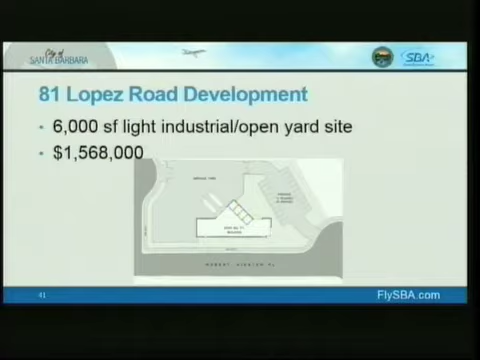 City of
SANTA BARBARA
SBA
81 Lopez Road Development
• 6,000 sf light industrial/open yard site
• $1,568,000
41
FlySBA.com